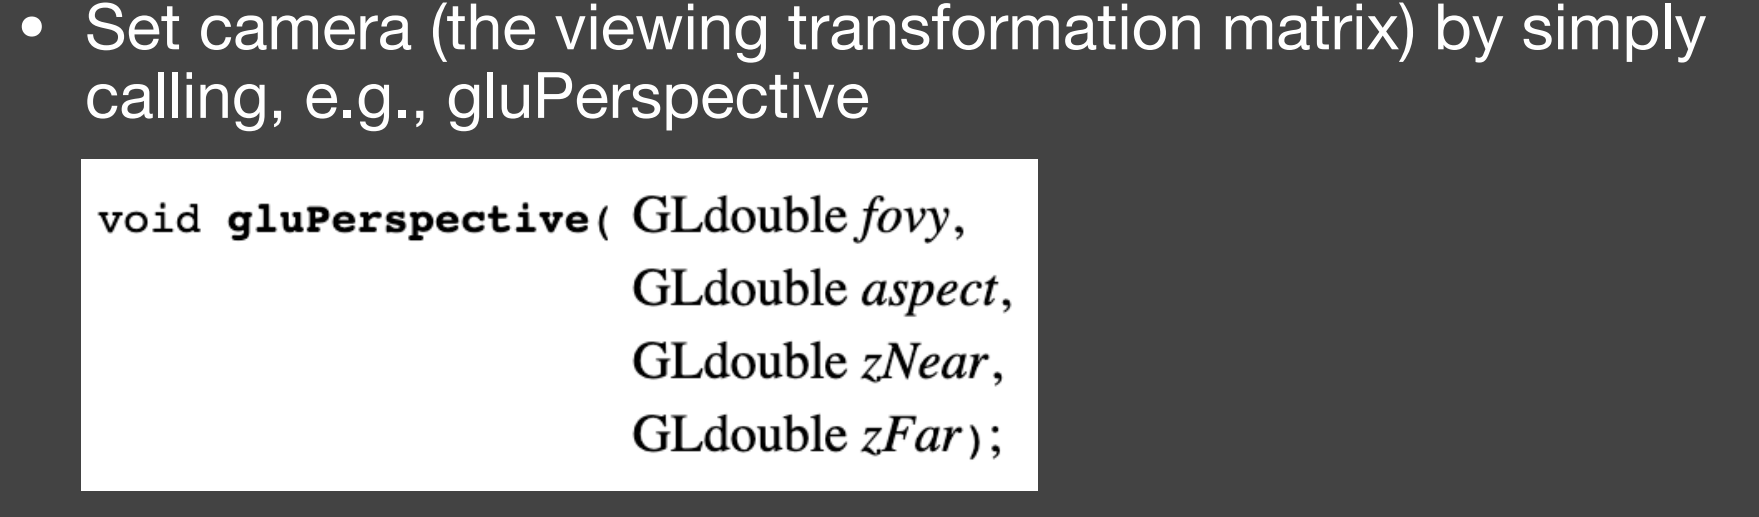 • Set camera (the viewing transformation matrix) by simply
calling, e.g., gluPerspective
void gluPerspective( GLdouble fovy,
GLdouble aspect,
GLdouble zNear,
GLdouble zFar);